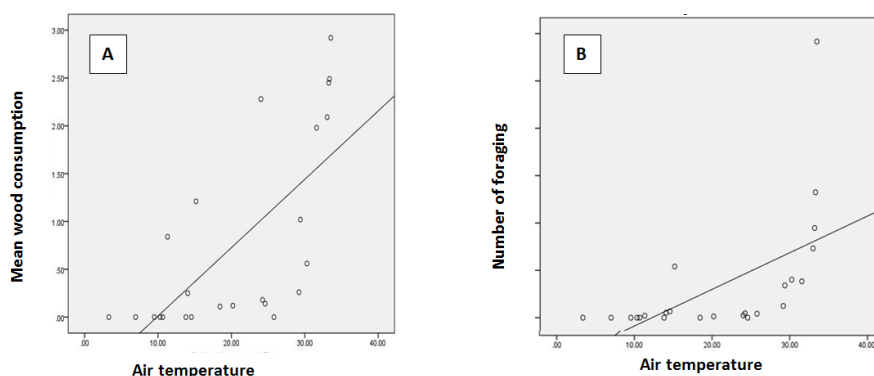 A
Mean wood consumption
3.00
2.50
2.00
1.50
1.00
.50
.00
.00 10.00 20.00 30.00 40.00
Air temperature
B
Number of foraging
.00 10.00 20.00 30.00 40.00
Air temperature